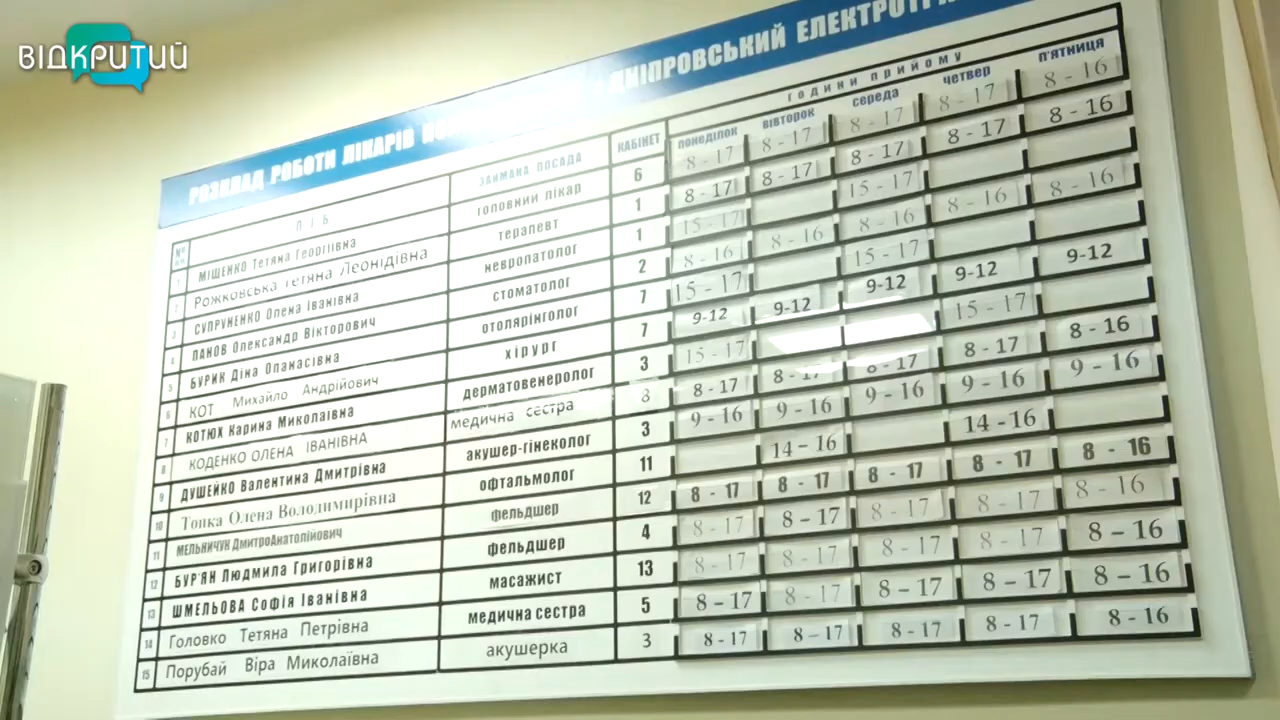 ВІДКРИТИЙ
РОЗКЛАД РОБОТИ ЛІКАРІВ ДНІПРОВСЬКИЙ
№№ пп П І Б ЗАЙМАНА ПОСАДА КАБІНЕТ години прийому
понеділок вівторок середа четвер п'ятниця
1 МІЩЕНКО Тетяна Георгіївна головний лікар 6 8 - 17 8 - 17 8 - 17 8 - 17 8 - 16
2 Рожковська Тетяна Леонідівна терапевт 1 8 - 17 8 - 17 8 - 17 8 - 17 8 - 16
3 СУПРУНЕНКО Олена Іванівна невропатолог 1 15 - 17 15 - 17
4 ПАНОВ Олександр Вікторович стоматолог 2 8 - 16 8 - 16 8 - 16 8 - 16 8 - 16
5 БУРИК Діна Опанасівна отолярінголог 7 15 - 17 15 - 17
6 КОТ Михайло Андрійович хірург 7 9-12 9-12 9-12 9-12 9-12
7 КОТЮХ Карина Миколаївна дерматовенеролог 3 15 - 17 15 - 17
8 КОДЕНКО ОЛЕНА ІВАНІВНА медична сестра 8 8 - 17 8 - 17 8 - 17 8 - 17 8 - 16
9 ДУШЕЙКО Валентина Дмитрівна акушер-гінеколог 3 9 - 16 9 - 16 9 - 16 9 - 16 9 - 16
10 Топка Олена Володимирівна офтальмолог 11 14 – 16 14 - 16
11 МЕЛЬНИЧУК ДмитроАнатолійович фельдшер 12 8 - 17 8 - 17 8 - 17 8 - 17 8 - 16
12 БУР'ЯН Людмила Григорівна фельдшер 4 8 - 17 8 – 17 8 - 17 8 - 17 8 - 16
13 ШМЕЛЬОВА Софія Іванівна масажист 13 8 - 17 8 - 17 8 - 17 8 - 17 8 – 16
14 Головко Тетяна Петрівна медична сестра 5 8 – 17 8 - 17 8 – 17 8 – 17 8 – 16
15 Порубай Віра Миколаївна акушерка 3 8 - 17 8 – 17 8 - 17 8 - 17 8 - 16